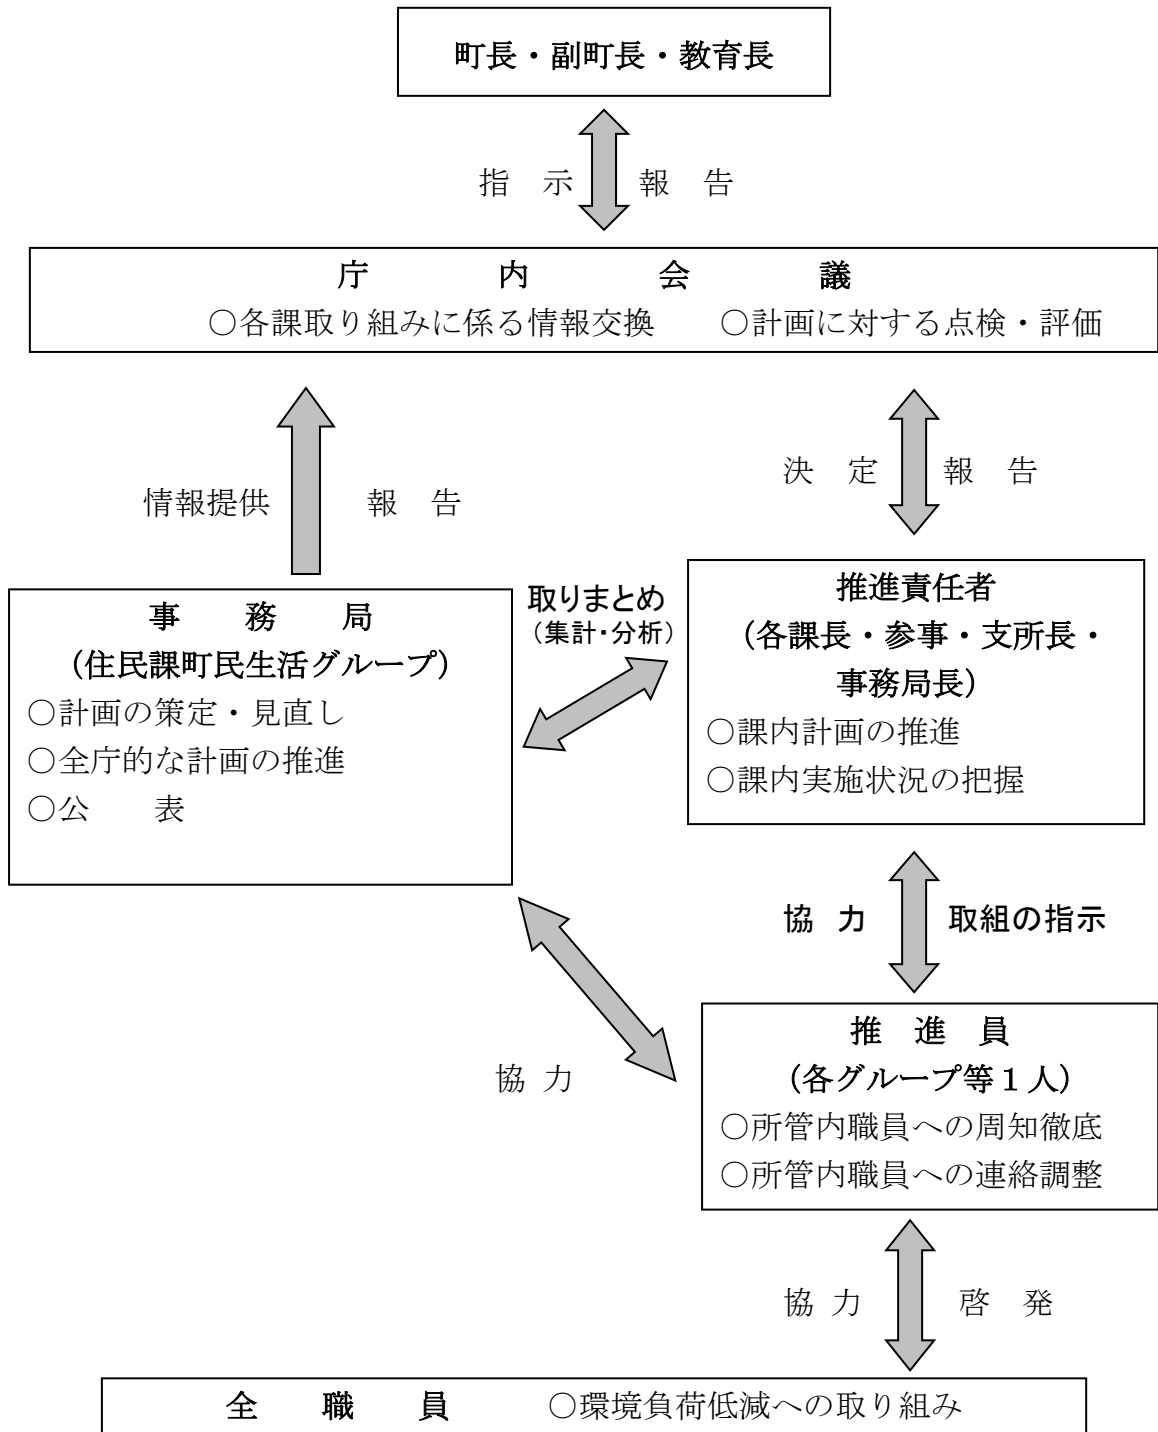 町長・副町長・教育長
指　示　報　告
庁　内　会　議
○各課取り組みに係る情報交換　○計画に対する点検・評価
情報提供　報　告
決　定　報　告
事　務　局
(住民課町民生活グループ)
○計画の策定・見直し
○全庁的な計画の推進
○公　表
取りまとめ
（集計・分析）
推進責任者
(各課長・参事・支所長・
事務局長)
○課内計画の推進
○課内実施状況の把握
協　力　取組の指示
協 力
推　進　員
(各グループ等１人)
○所管内職員への周知徹底
○所管内職員への連絡調整
協 力　啓　発
全　職　員　○環境負荷低減への取り組み